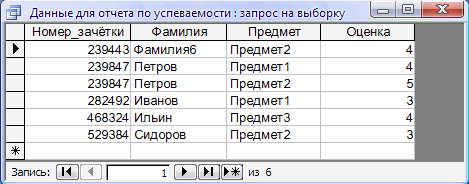 Данные для отчета по успеваемости : запрос на выборку
Номер_зачётки Фамилия Предмет Оценка
239443 Фамилия6 Предмет2 4
239847 Петров Предмет1 4
239847 Петров Предмет2 5
282492 Иванов Предмет1 3
468324 Ильин Предмет3 4
529384 Сидоров Предмет2 3
Запись: 1 из 6